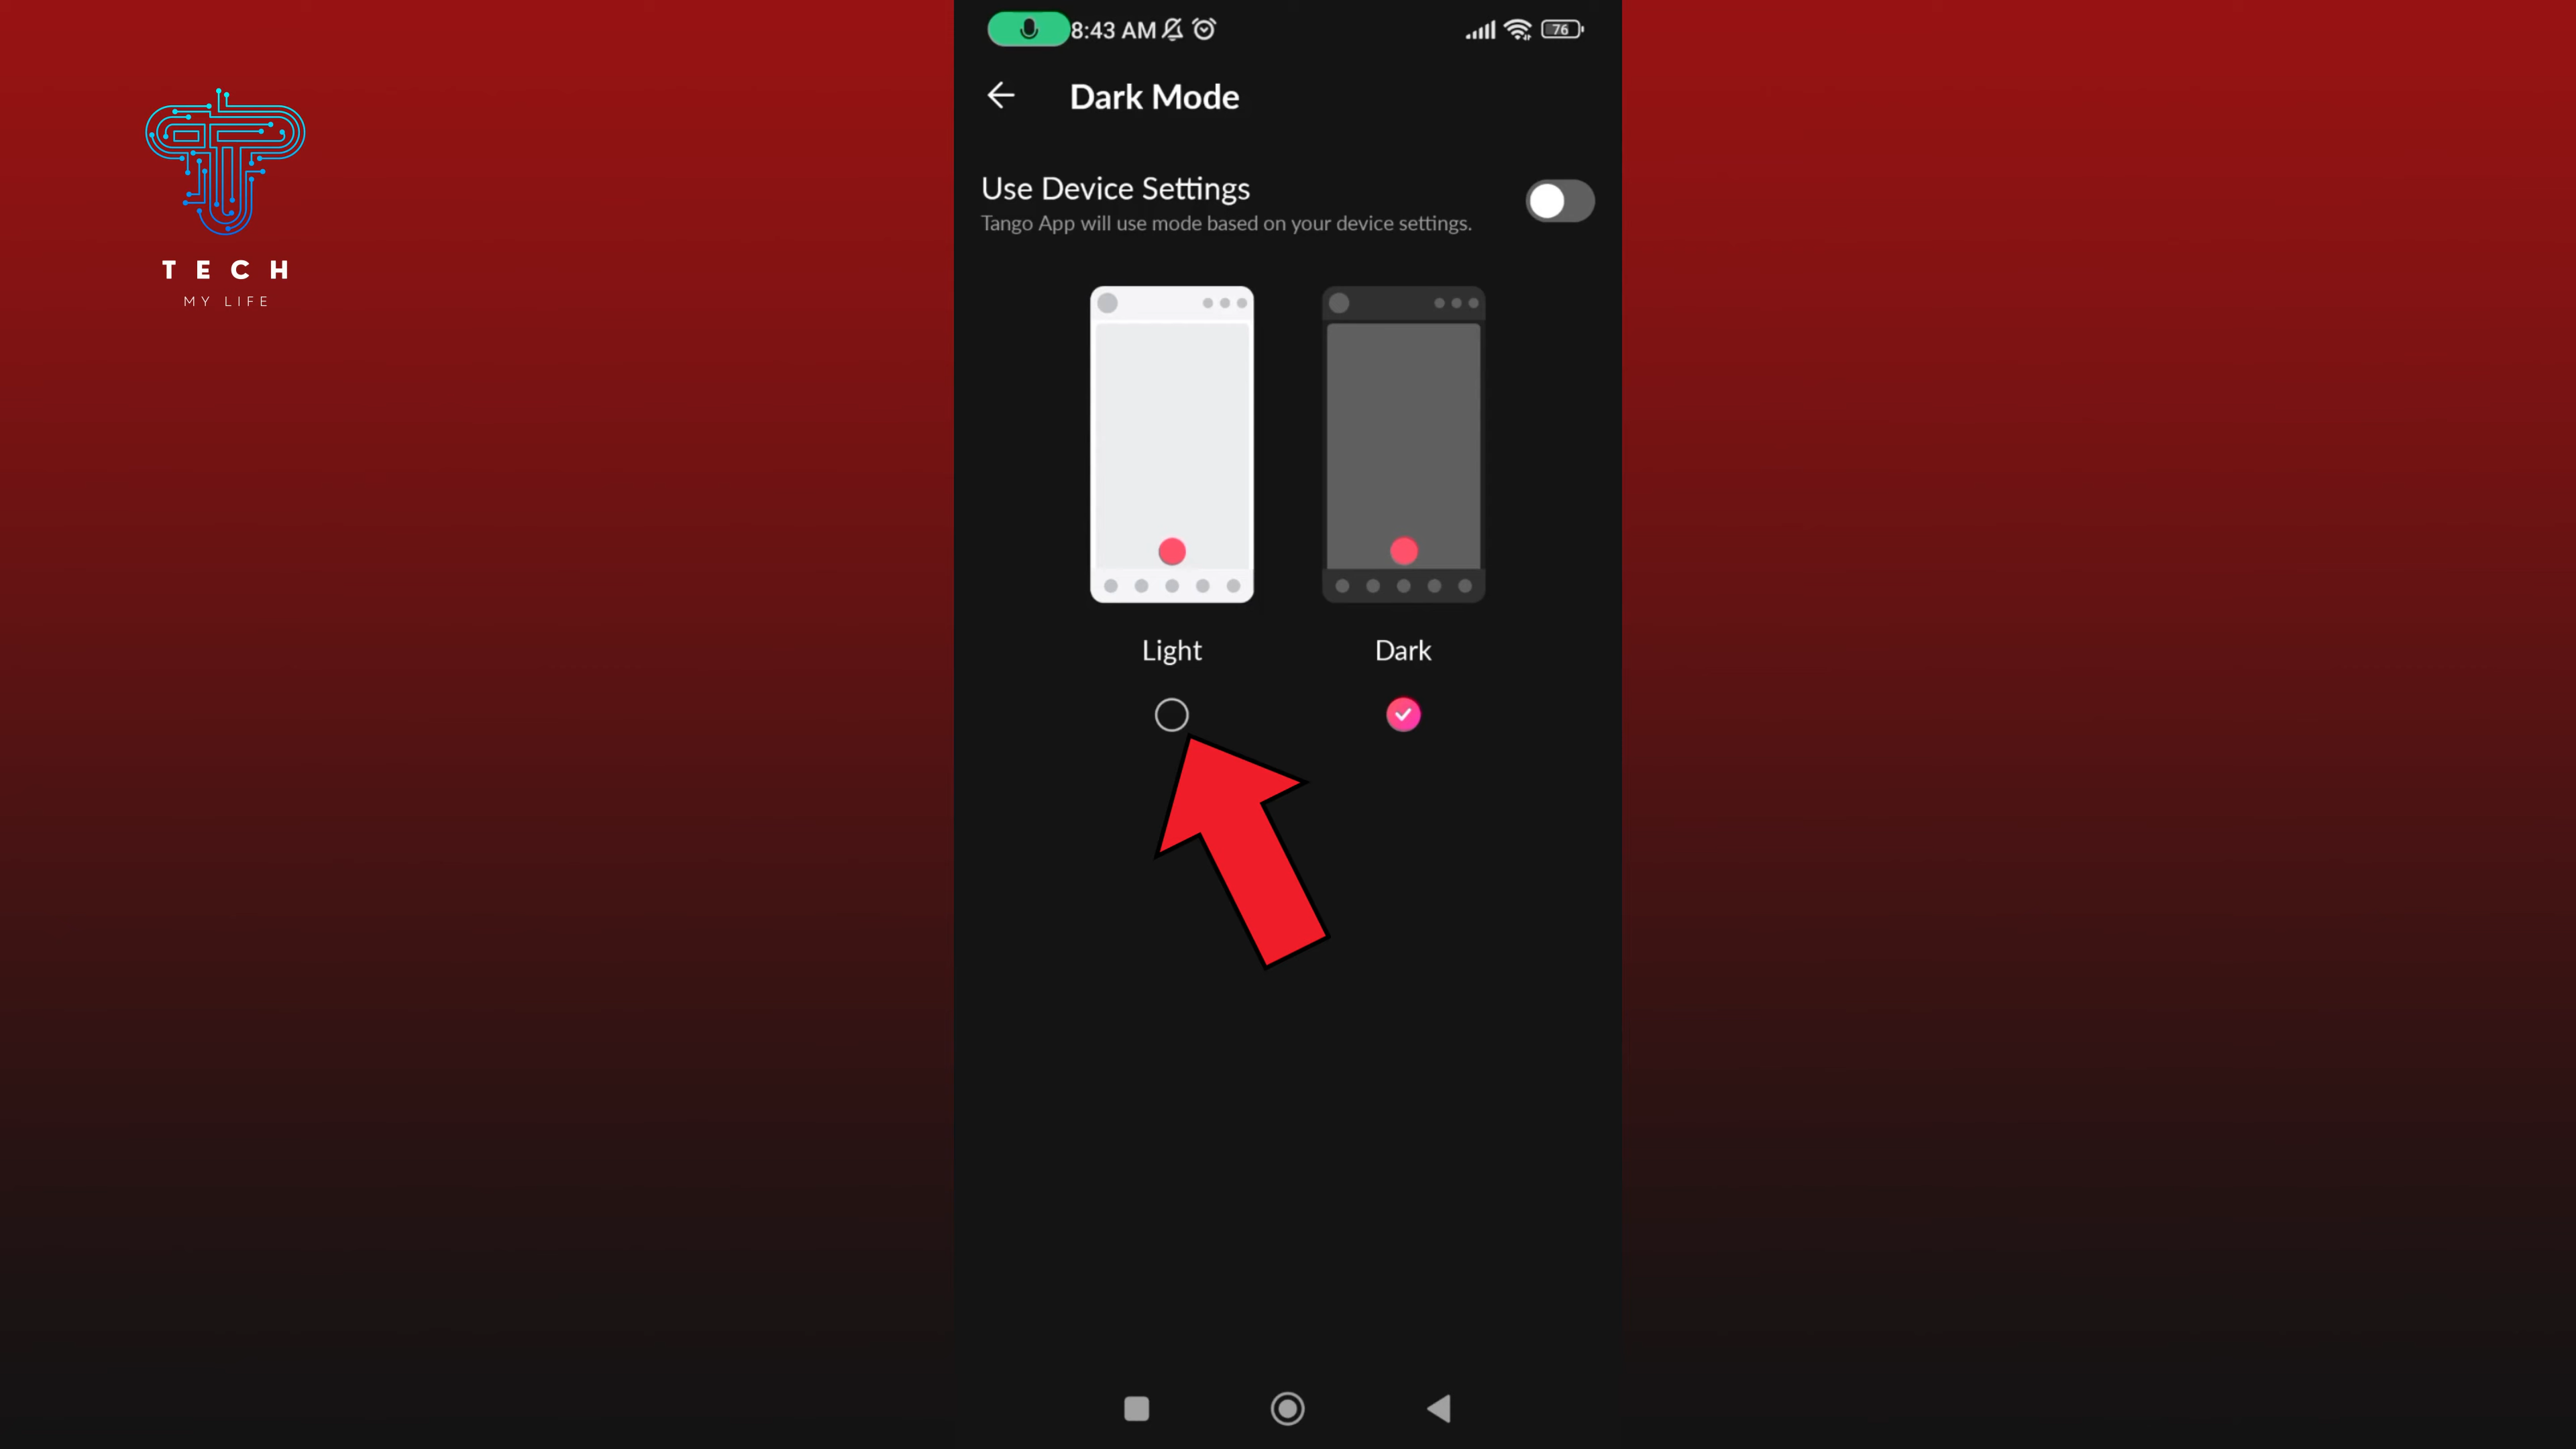 TECH
MY LIFE
8:43 AM
76
Dark Mode
Use Device Settings
Tango App will use mode based on your device settings.
Light
Dark